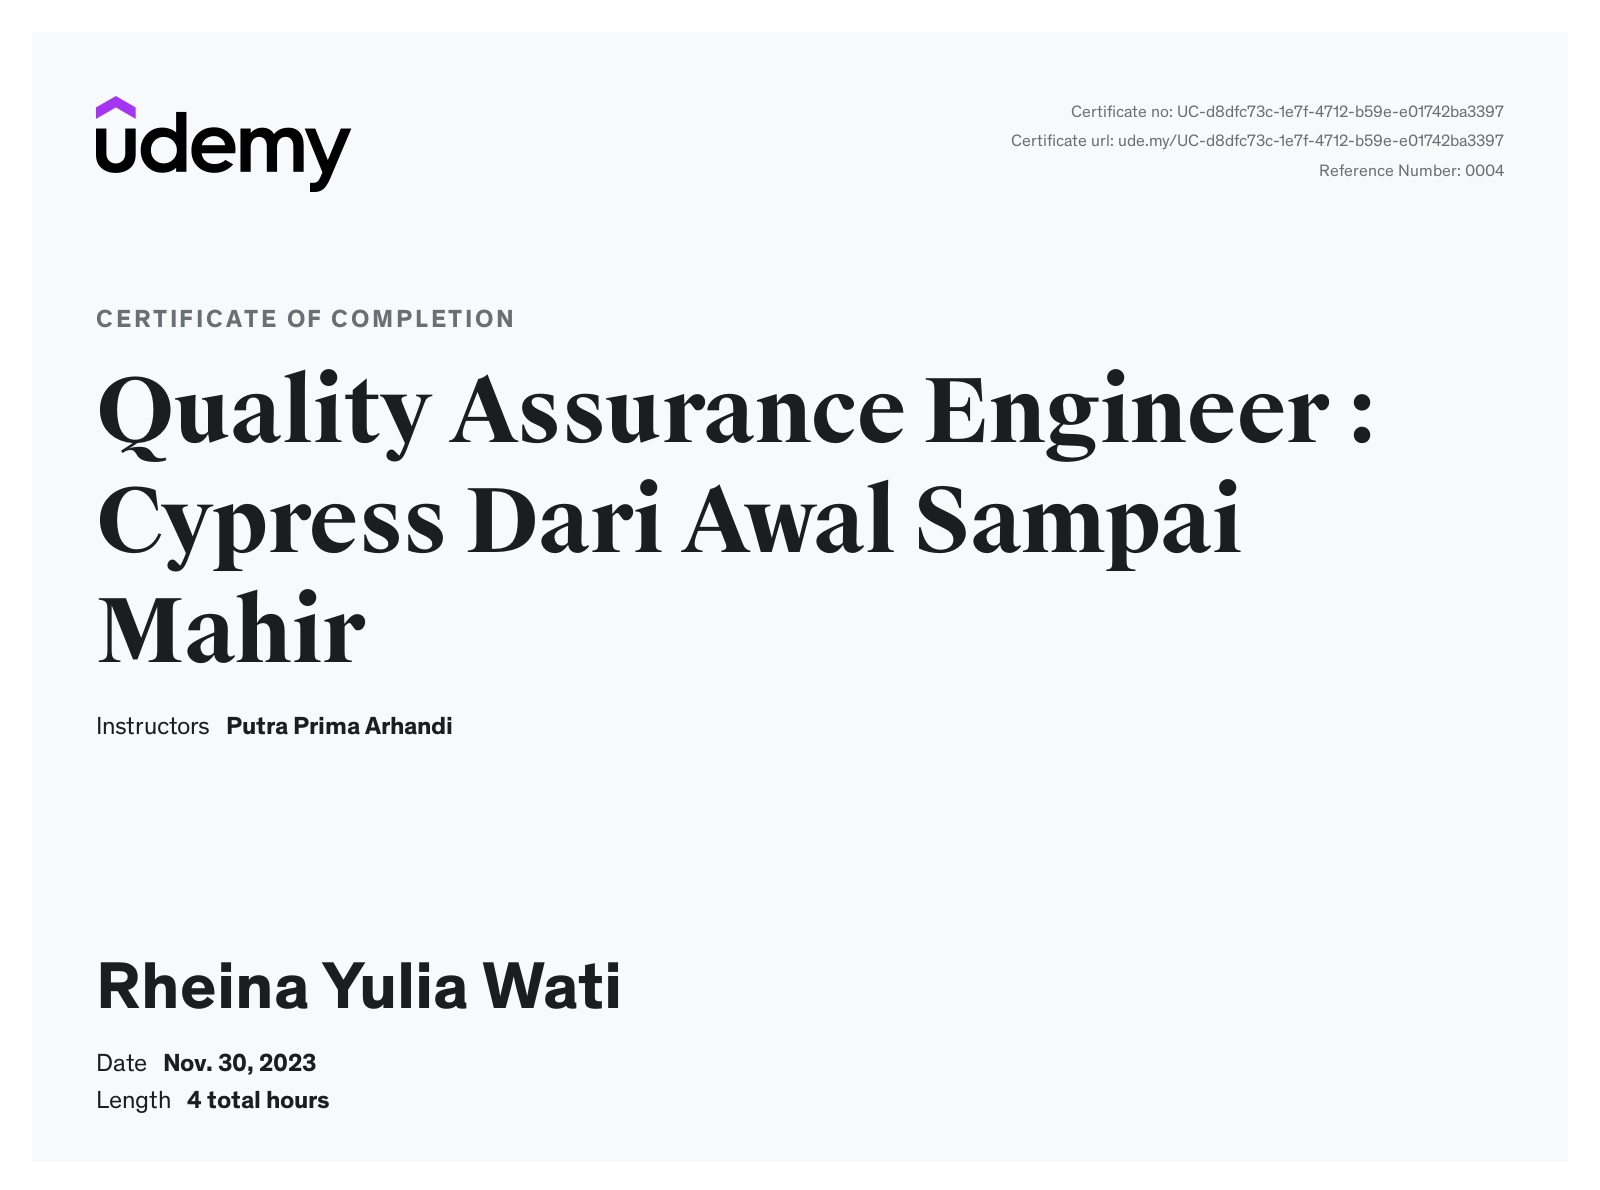 udemy
Certificate no: UC-d8dfc73c-1e7f-4712-b59e-e01742ba3397
Certificate url: ude.my/UC-d8dfc73c-1e7f-4712-b59e-e01742ba3397
Reference Number: 0004
CERTIFICATE OF COMPLETION
Quality Assurance Engineer :
Cypress Dari Awal Sampai
Mahir
Instructors Putra Prima Arhandi
Rheina Yulia Wati
Date Nov. 30, 2023
Length 4 total hours